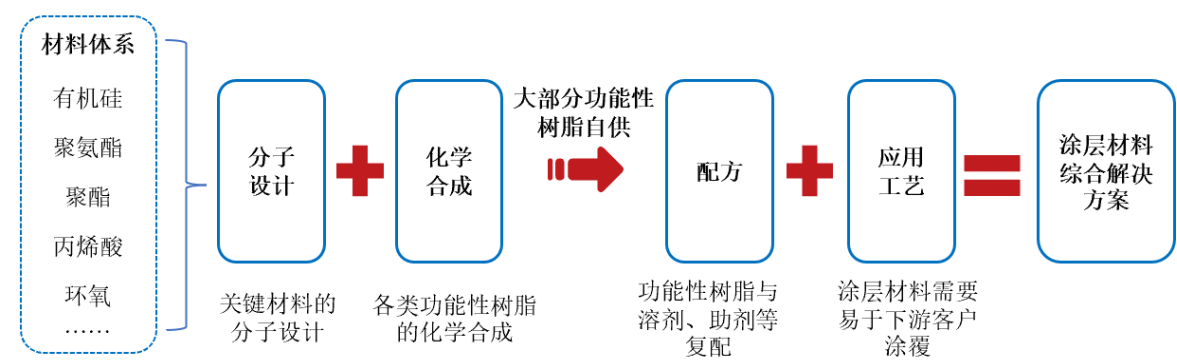 材料体系
有机硅
聚氨酯
聚酯
丙烯酸
环氧
……
分子
设计
关键材料的
分子设计
化学
合成
各类功能性树脂
的化学合成
大部分功能性
树脂自供
配方
功能性树脂与
溶剂、助剂等
复配
应用
工艺
涂层材料需要
易于下游客户
涂覆
涂层材料
综合解决
方案